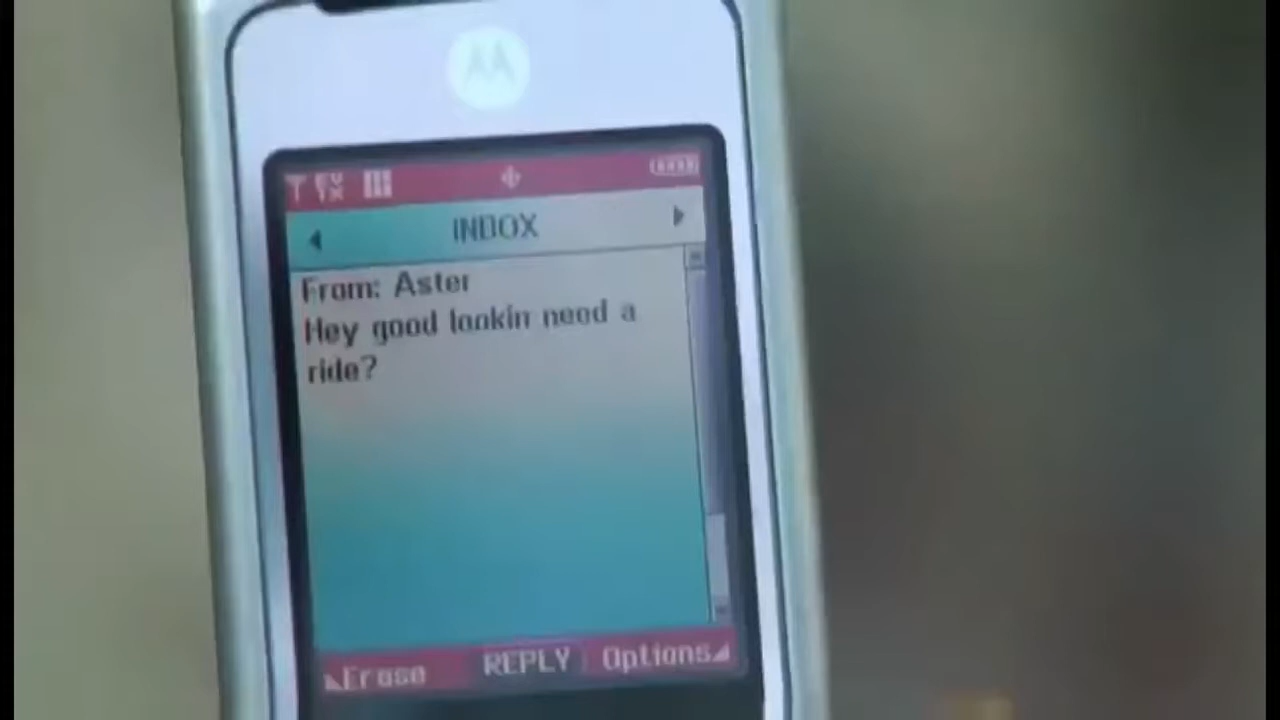 INBOX
From: Aster
Hey good lookin need a
ride?
Erase REPLY Options